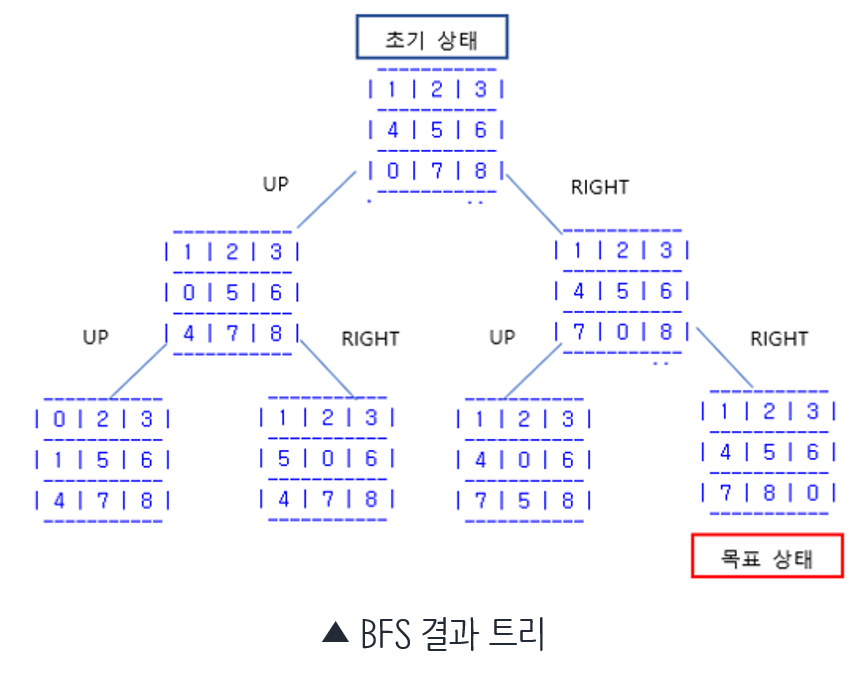 초기 상태
| 1 | 2 | 3 |
| 4 | 5 | 6 |
| 0 | 7 | 8 |
UP RIGHT
| 1 | 2 | 3 | | 1 | 2 | 3 |
| 0 | 5 | 6 | | 4 | 5 | 6 |
| 4 | 7 | 8 | | 7 | 0 | 8 |
UP RIGHT UP RIGHT
| 0 | 2 | 3 | | 1 | 2 | 3 | | 1 | 2 | 3 | | 1 | 2 | 3 |
| 1 | 5 | 6 | | 5 | 0 | 6 | | 4 | 0 | 6 | | 4 | 5 | 6 |
| 4 | 7 | 8 | | 4 | 7 | 8 | | 7 | 5 | 8 | | 7 | 8 | 0 |
목표 상태
▲ BFS 결과 트리